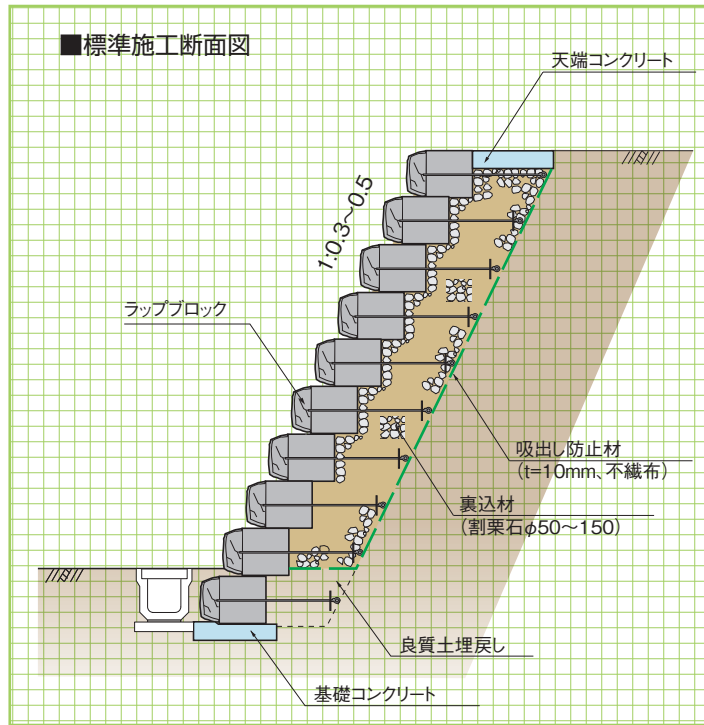 ■標準施工断面図
天端コンクリート
1:0.3〜0.5
ラップブロック
吸出し防止材
(t=10mm、不織布)
裏込材
(割栗石φ50〜150)
良質土埋戻し
基礎コンクリート